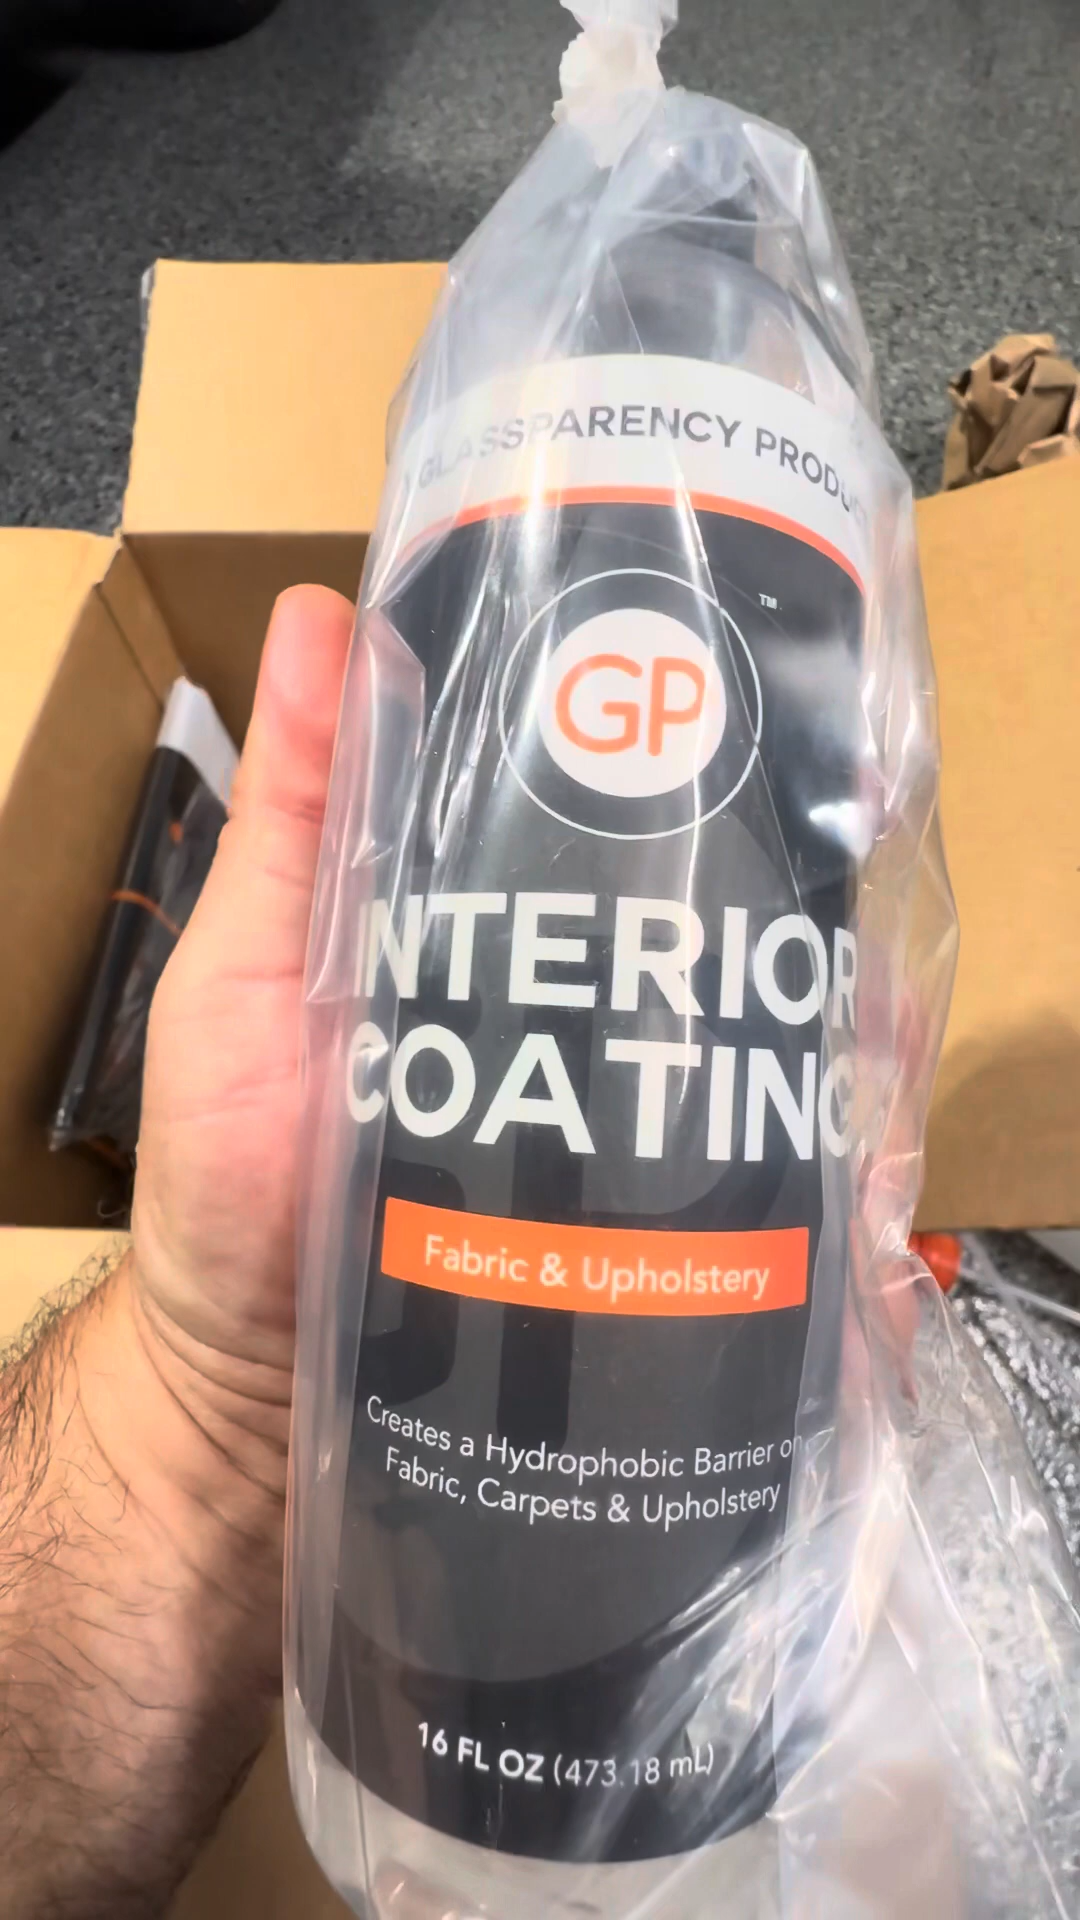 A GLASSPARENCY PRODUCT
TM
GP
INTERIOR
COATING
Fabric & Upholstery
Creates a Hydrophobic Barrier on
Fabric, Carpets & Upholstery
16 FL OZ (473.18 mL)